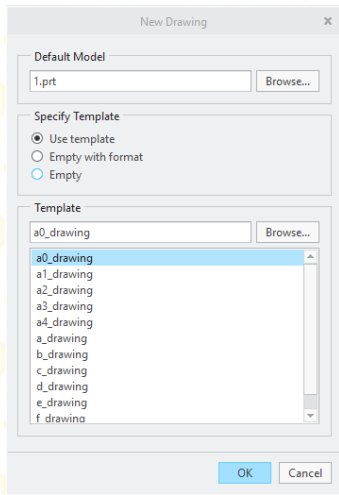 New Drawing x
Default Model
1.prt Browse...
Specify Template
Use template
Empty with format
Empty
Template
a0_drawing Browse...
a0_drawing
a1_drawing
a2_drawing
a3_drawing
a4_drawing
a_drawing
b_drawing
c_drawing
d_drawing
e_drawing
f_drawing
OK Cancel